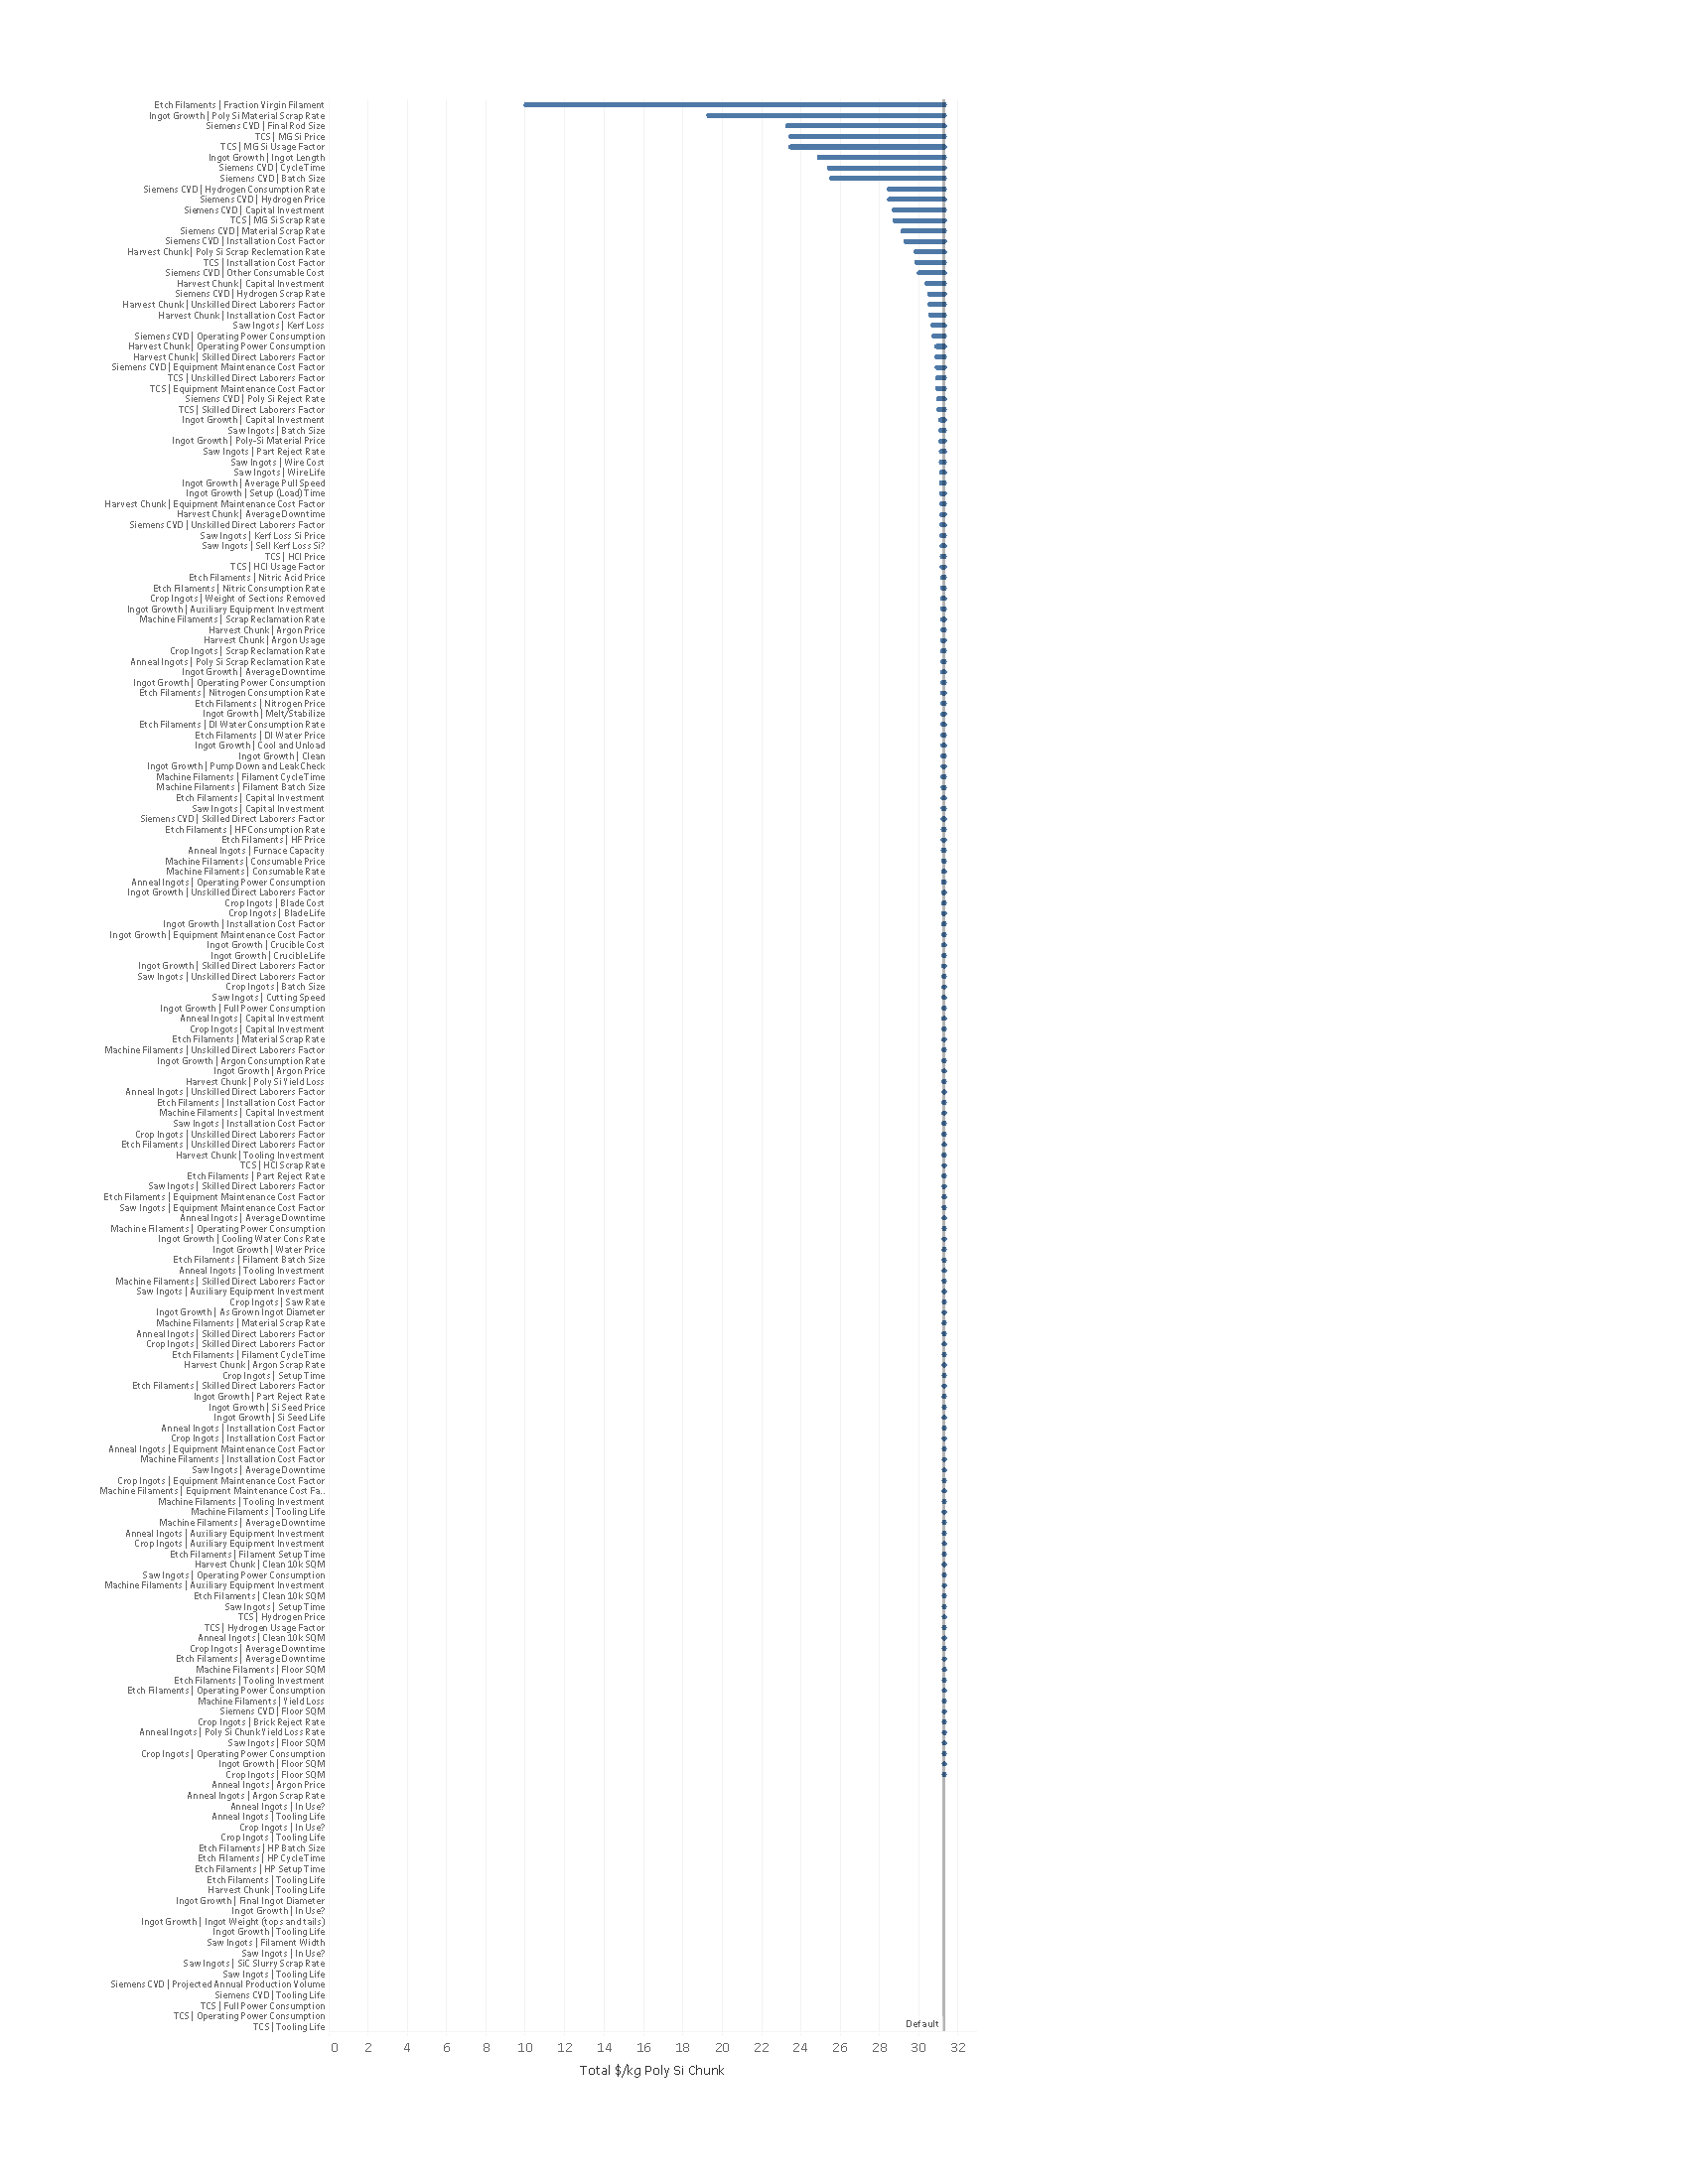 Etch Filaments | Fraction Virgin Filament
Ingot Growth | Poly Si Material Scrap Rate
Siemens CVD | Final Rod Size
TCS | MG Si Price
TCS | MG Si Usage Factor
Ingot Growth | Ingot Length
Siemens CVD | Cycle Time
Siemens CVD | Batch Size
Siemens CVD | Hydrogen Consumption Rate
Siemens CVD | Hydrogen Price
Siemens CVD | Capital Investment
TCS | MG Si Scrap Rate
Siemens CVD | Material Scrap Rate
Siemens CVD | Installation Cost Factor
Harvest Chunk | Poly Si Scrap Reclemation Rate
TCS | Installation Cost Factor
Siemens CVD | Other Consumable Cost
Harvest Chunk | Capital Investment
Siemens CVD | Hydrogen Scrap Rate
Harvest Chunk | Unskilled Direct Laborers Factor
Harvest Chunk | Installation Cost Factor
Saw Ingots | Kerf Loss
Siemens CVD | Operating Power Consumption
Harvest Chunk | Operating Power Consumption
Harvest Chunk | Skilled Direct Laborers Factor
Siemens CVD | Equipment Maintenance Cost Factor
TCS | Unskilled Direct Laborers Factor
TCS | Equipment Maintenance Cost Factor
Siemens CVD | Poly Si Reject Rate
TCS | Skilled Direct Laborers Factor
Ingot Growth | Capital Investment
Saw Ingots | Batch Size
Ingot Growth | Poly-Si Material Price
Saw Ingots | Part Reject Rate
Saw Ingots | Wire Cost
Saw Ingots | Wire Life
Ingot Growth | Average Pull Speed
Ingot Growth | Setup (Load) Time
Harvest Chunk | Equipment Maintenance Cost Factor
Harvest Chunk | Average Downtime
Siemens CVD | Unskilled Direct Laborers Factor
Saw Ingots | Kerf Loss Si Price
Saw Ingots | Sell Kerf Loss Si?
TCS | HCl Price
TCS | HCl Usage Factor
Etch Filaments | Nitric Acid Price
Etch Filaments | Nitric Consumption Rate
Crop Ingots | Weight of Sections Removed
Ingot Growth | Auxiliary Equipment Investment
Machine Filaments | Scrap Reclamation Rate
Harvest Chunk | Argon Price
Harvest Chunk | Argon Usage
Crop Ingots | Scrap Reclamation Rate
Anneal Ingots | Poly Si Scrap Reclamation Rate
Ingot Growth | Average Downtime
Ingot Growth | Operating Power Consumption
Etch Filaments | Nitrogen Consumption Rate
Etch Filaments | Nitrogen Price
Ingot Growth | Melt/Stabilize
Etch Filaments | DI Water Consumption Rate
Etch Filaments | DI Water Price
Ingot Growth | Cool and Unload
Ingot Growth | Clean
Ingot Growth | Pump Down and Leak Check
Machine Filaments | Filament Cycle Time
Machine Filaments | Filament Batch Size
Etch Filaments | Capital Investment
Saw Ingots | Capital Investment
Siemens CVD | Skilled Direct Laborers Factor
Etch Filaments | HF Consumption Rate
Etch Filaments | HF Price
Anneal Ingots | Furnace Capacity
Machine Filaments | Consumable Price
Machine Filaments | Consumable Rate
Anneal Ingots | Operating Power Consumption
Ingot Growth | Unskilled Direct Laborers Factor
Crop Ingots | Blade Cost
Crop Ingots | Blade Life
Ingot Growth | Installation Cost Factor
Ingot Growth | Equipment Maintenance Cost Factor
Ingot Growth | Crucible Cost
Ingot Growth | Crucible Life
Ingot Growth | Skilled Direct Laborers Factor
Saw Ingots | Unskilled Direct Laborers Factor
Crop Ingots | Batch Size
Saw Ingots | Cutting Speed
Ingot Growth | Full Power Consumption
Anneal Ingots | Capital Investment
Crop Ingots | Capital Investment
Etch Filaments | Material Scrap Rate
Machine Filaments | Unskilled Direct Laborers Factor
Ingot Growth | Argon Consumption Rate
Ingot Growth | Argon Price
Harvest Chunk | Poly Si Yield Loss
Anneal Ingots | Unskilled Direct Laborers Factor
Etch Filaments | Installation Cost Factor
Machine Filaments | Capital Investment
Saw Ingots | Installation Cost Factor
Crop Ingots | Unskilled Direct Laborers Factor
Etch Filaments | Unskilled Direct Laborers Factor
Harvest Chunk | Tooling Investment
TCS | HCl Scrap Rate
Etch Filaments | Part Reject Rate
Saw Ingots | Skilled Direct Laborers Factor
Etch Filaments | Equipment Maintenance Cost Factor
Saw Ingots | Equipment Maintenance Cost Factor
Anneal Ingots | Average Downtime
Machine Filaments | Operating Power Consumption
Ingot Growth | Cooling Water Cons Rate
Ingot Growth | Water Price
Etch Filaments | Filament Batch Size
Anneal Ingots | Tooling Investment
Machine Filaments | Skilled Direct Laborers Factor
Saw Ingots | Auxiliary Equipment Investment
Crop Ingots | Saw Rate
Ingot Growth | As Grown Ingot Diameter
Machine Filaments | Material Scrap Rate
Anneal Ingots | Skilled Direct Laborers Factor
Crop Ingots | Skilled Direct Laborers Factor
Etch Filaments | Filament Cycle Time
Harvest Chunk | Argon Scrap Rate
Crop Ingots | Setup Time
Etch Filaments | Skilled Direct Laborers Factor
Ingot Growth | Part Reject Rate
Ingot Growth | Si Seed Price
Ingot Growth | Si Seed Life
Anneal Ingots | Installation Cost Factor
Crop Ingots | Installation Cost Factor
Anneal Ingots | Equipment Maintenance Cost Factor
Machine Filaments | Installation Cost Factor
Saw Ingots | Average Downtime
Crop Ingots | Equipment Maintenance Cost Factor
Machine Filaments | Equipment Maintenance Cost Fa..
Machine Filaments | Tooling Investment
Machine Filaments | Tooling Life
Machine Filaments | Average Downtime
Anneal Ingots | Auxiliary Equipment Investment
Crop Ingots | Auxiliary Equipment Investment
Etch Filaments | Filament Setup Time
Harvest Chunk | Clean 10k SQM
Saw Ingots | Operating Power Consumption
Machine Filaments | Auxiliary Equipment Investment
Etch Filaments | Clean 10k SQM
Saw Ingots | Setup Time
TCS | Hydrogen Price
TCS | Hydrogen Usage Factor
Anneal Ingots | Clean 10k SQM
Crop Ingots | Average Downtime
Etch Filaments | Average Downtime
Machine Filaments | Floor SQM
Etch Filaments | Tooling Investment
Etch Filaments | Operating Power Consumption
Machine Filaments | Yield Loss
Siemens CVD | Floor SQM
Crop Ingots | Brick Reject Rate
Anneal Ingots | Poly Si Chunk Yield Loss Rate
Saw Ingots | Floor SQM
Crop Ingots | Operating Power Consumption
Ingot Growth | Floor SQM
Crop Ingots | Floor SQM
Anneal Ingots | Argon Price
Anneal Ingots | Argon Scrap Rate
Anneal Ingots | In Use?
Anneal Ingots | Tooling Life
Crop Ingots | In Use?
Crop Ingots | Tooling Life
Etch Filaments | HP Batch Size
Etch Filaments | HP Cycle Time
Etch Filaments | HP Setup Time
Etch Filaments | Tooling Life
Harvest Chunk | Tooling Life
Ingot Growth | Final Ingot Diameter
Ingot Growth | In Use?
Ingot Growth | Ingot Weight (tops and tails)
Ingot Growth | Tooling Life
Saw Ingots | Filament Width
Saw Ingots | In Use?
Saw Ingots | SiC Slurry Scrap Rate
Saw Ingots | Tooling Life
Siemens CVD | Projected Annual Production Volume
Siemens CVD | Tooling Life
TCS | Full Power Consumption
TCS | Operating Power Consumption
TCS | Tooling Life
Default
0 2 4 6 8 10 12 14 16 18 20 22 24 26 28 30 32
Total $/kg Poly Si Chunk